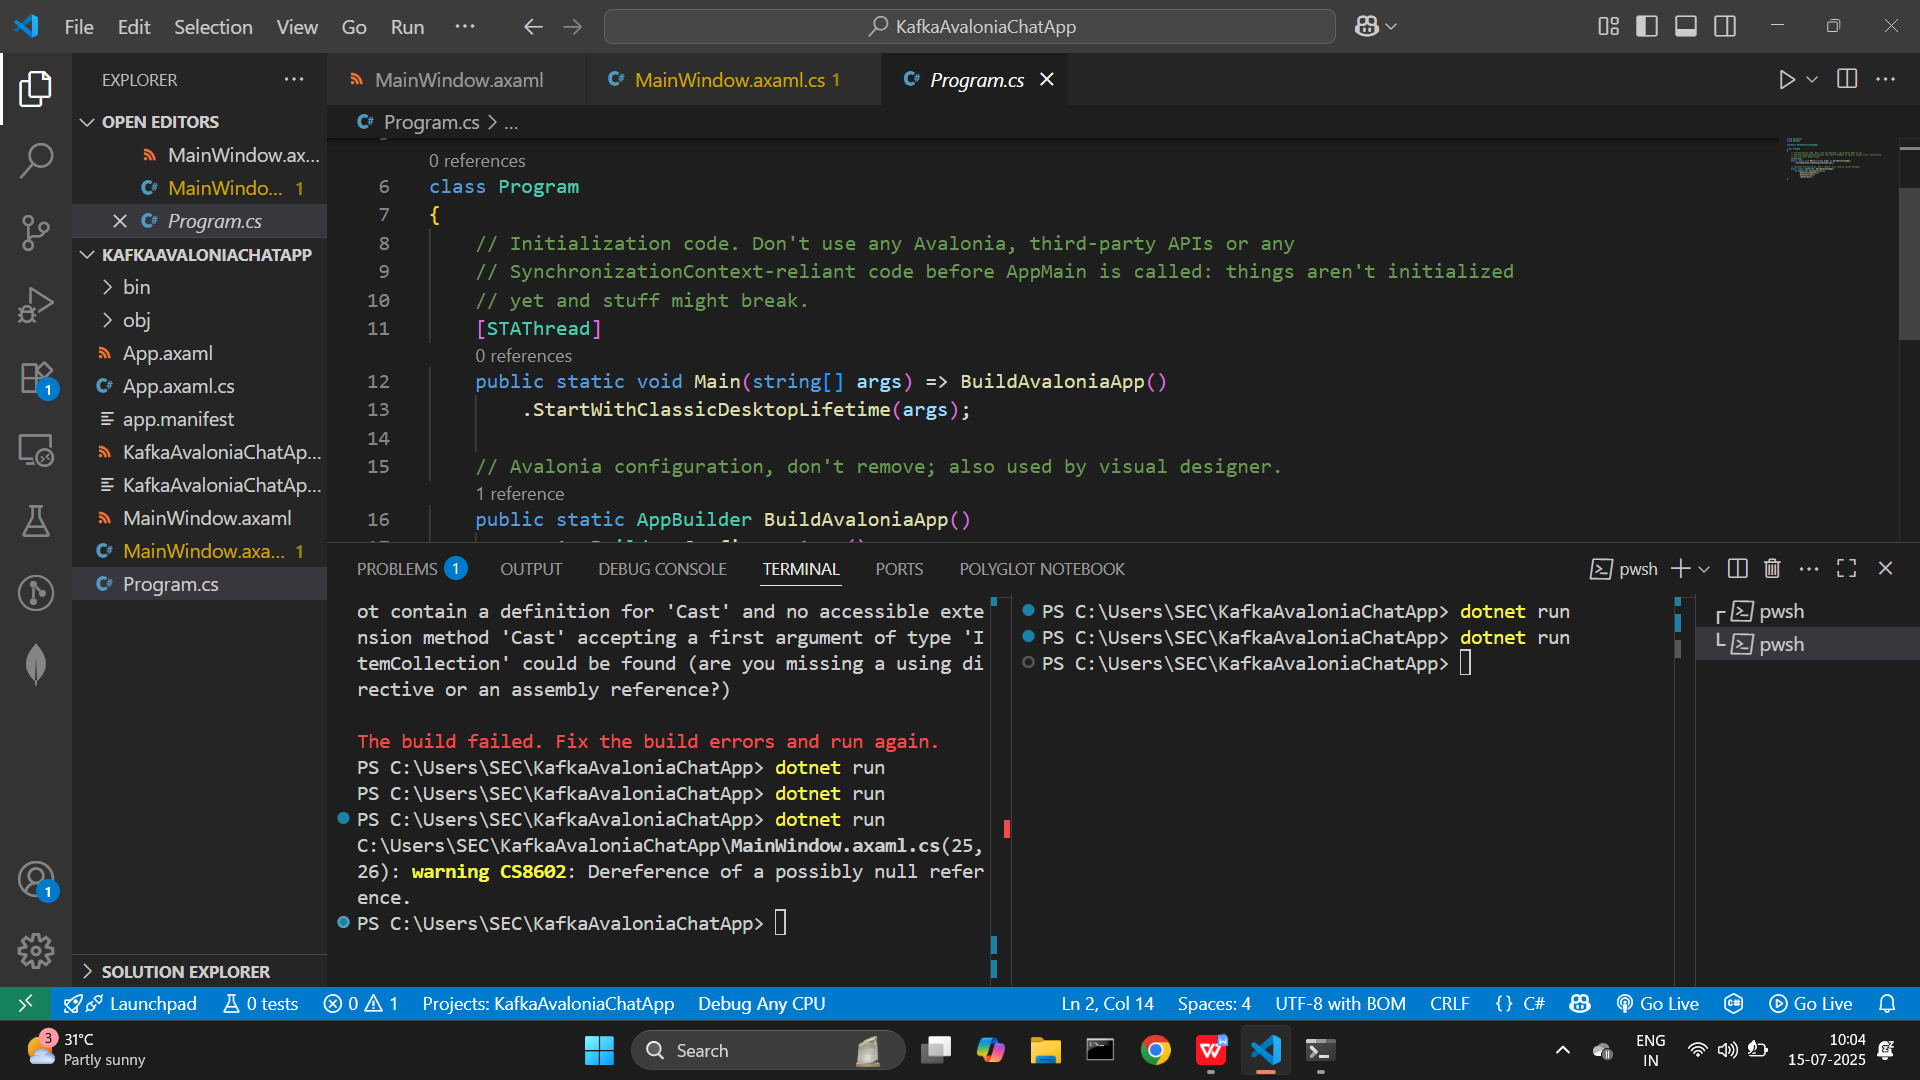 File Edit Selection View Go Run ···
KafkaAvaloniaChatApp
EXPLORER
OPEN EDITORS
MainWindow.ax...
MainWindo... 1
Program.cs
KAFKAAVALONIACHATAPP
bin
obj
App.axaml
App.axaml.cs
app.manifest
KafkaAvaloniaChatAp...
KafkaAvaloniaChatAp...
MainWindow.axaml
MainWindow.axa... 1
Program.cs
SOLUTION EXPLORER
MainWindow.axaml
MainWindow.axaml.cs 1
Program.cs
Program.cs > ...
0 references
6 class Program
7 {
8 // Initialization code. Don't use any Avalonia, third-party APIs or any
9 // SynchronizationContext-reliant code before AppMain is called: things aren't initialized
10 // yet and stuff might break.
11 [STAThread]
0 references
12 public static void Main(string[] args) => BuildAvaloniaApp()
13 .StartWithClassicDesktopLifetime(args);
14
15 // Avalonia configuration, don't remove; also used by visual designer.
1 reference
16 public static AppBuilder BuildAvaloniaApp()
PROBLEMS 1 OUTPUT DEBUG CONSOLE TERMINAL PORTS POLYGLOT NOTEBOOK
pwsh
ot contain a definition for 'Cast' and no accessible exte
nsion method 'Cast' accepting a first argument of type 'I
temCollection' could be found (are you missing a using di
rective or an assembly reference?)
The build failed. Fix the build errors and run again.
PS C:\Users\SEC\KafkaAvaloniaChatApp> dotnet run
PS C:\Users\SEC\KafkaAvaloniaChatApp> dotnet run
PS C:\Users\SEC\KafkaAvaloniaChatApp> dotnet run
C:\Users\SEC\KafkaAvaloniaChatApp\MainWindow.axaml.cs(25,
26): warning CS8602: Dereference of a possibly null refer
ence.
PS C:\Users\SEC\KafkaAvaloniaChatApp>
PS C:\Users\SEC\KafkaAvaloniaChatApp> dotnet run
PS C:\Users\SEC\KafkaAvaloniaChatApp> dotnet run
PS C:\Users\SEC\KafkaAvaloniaChatApp>
pwsh
pwsh
1
1
Launchpad 0 tests 0 1 Projects: KafkaAvaloniaChatApp Debug Any CPU
Ln 2, Col 14 Spaces: 4 UTF-8 with BOM CRLF {} C# Go Live Go Live
3
31°C
Partly sunny
Search
ENG
IN
10:04
15-07-2025